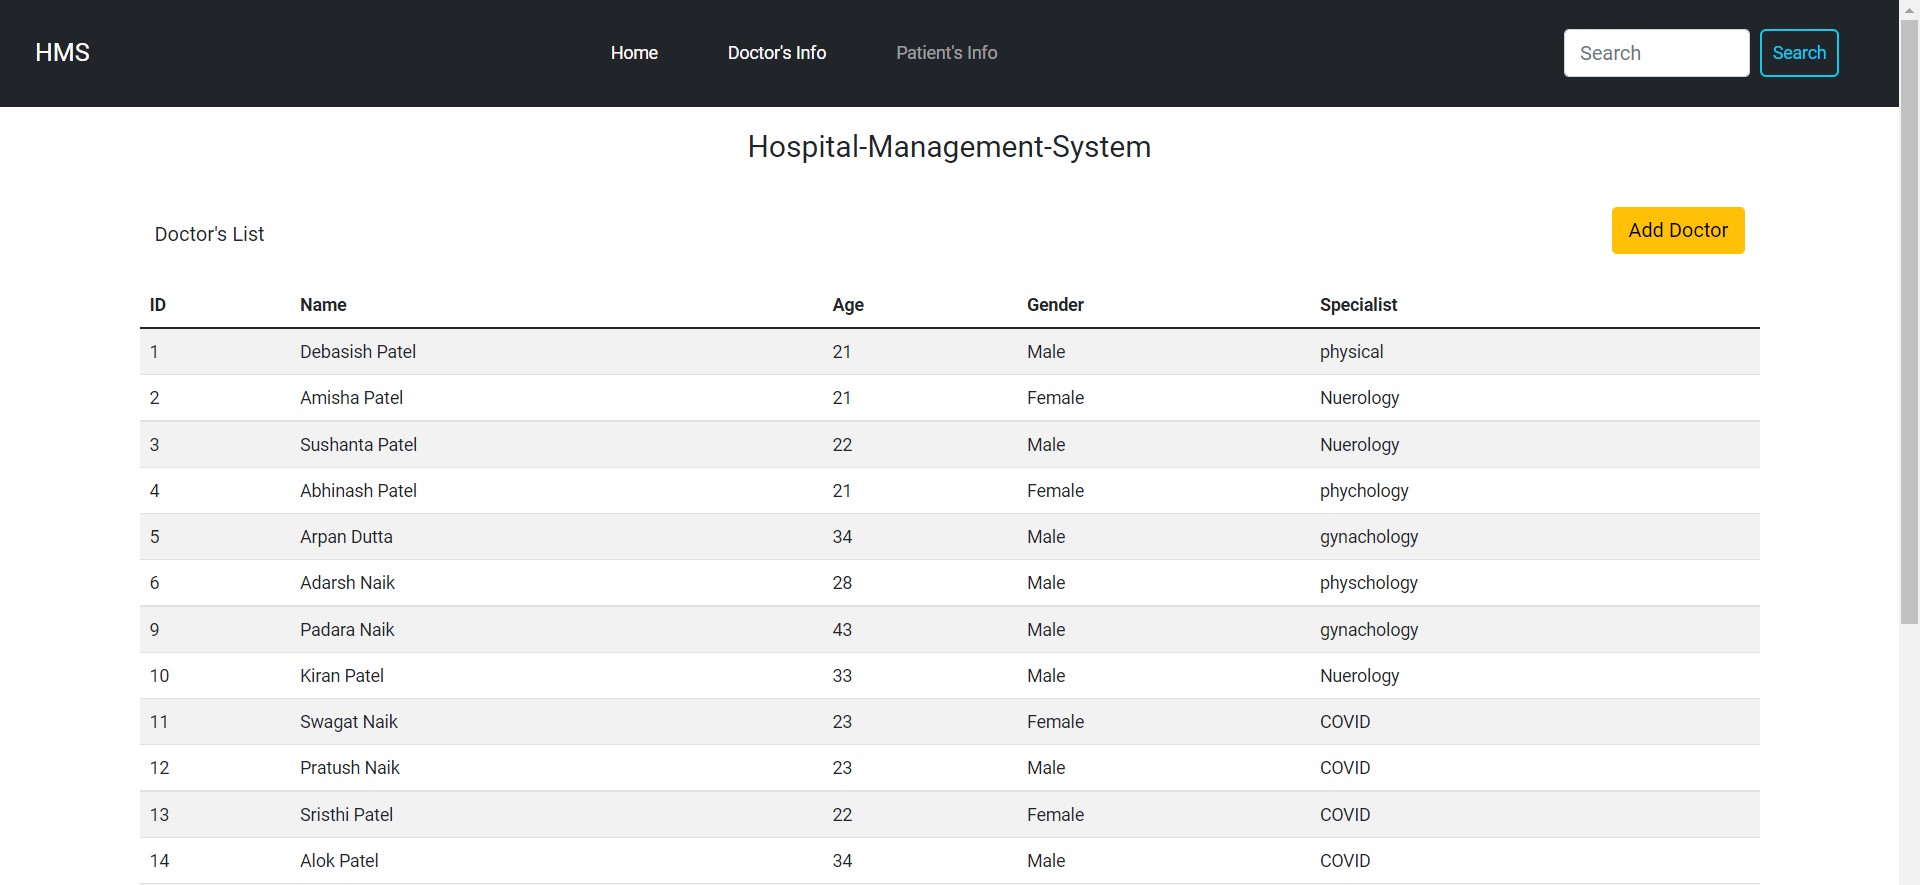 HMS Home Doctor's Info Patient's Info Search Search
Hospital-Management-System
Doctor's List Add Doctor
ID Name Age Gender Specialist
1 Debasish Patel 21 Male physical
2 Amisha Patel 21 Female Nuerology
3 Sushanta Patel 22 Male Nuerology
4 Abhinash Patel 21 Female phychology
5 Arpan Dutta 34 Male gynachology
6 Adarsh Naik 28 Male physchology
9 Padara Naik 43 Male gynachology
10 Kiran Patel 33 Male Nuerology
11 Swagat Naik 23 Female COVID
12 Pratush Naik 23 Male COVID
13 Sristhi Patel 22 Female COVID
14 Alok Patel 34 Male COVID